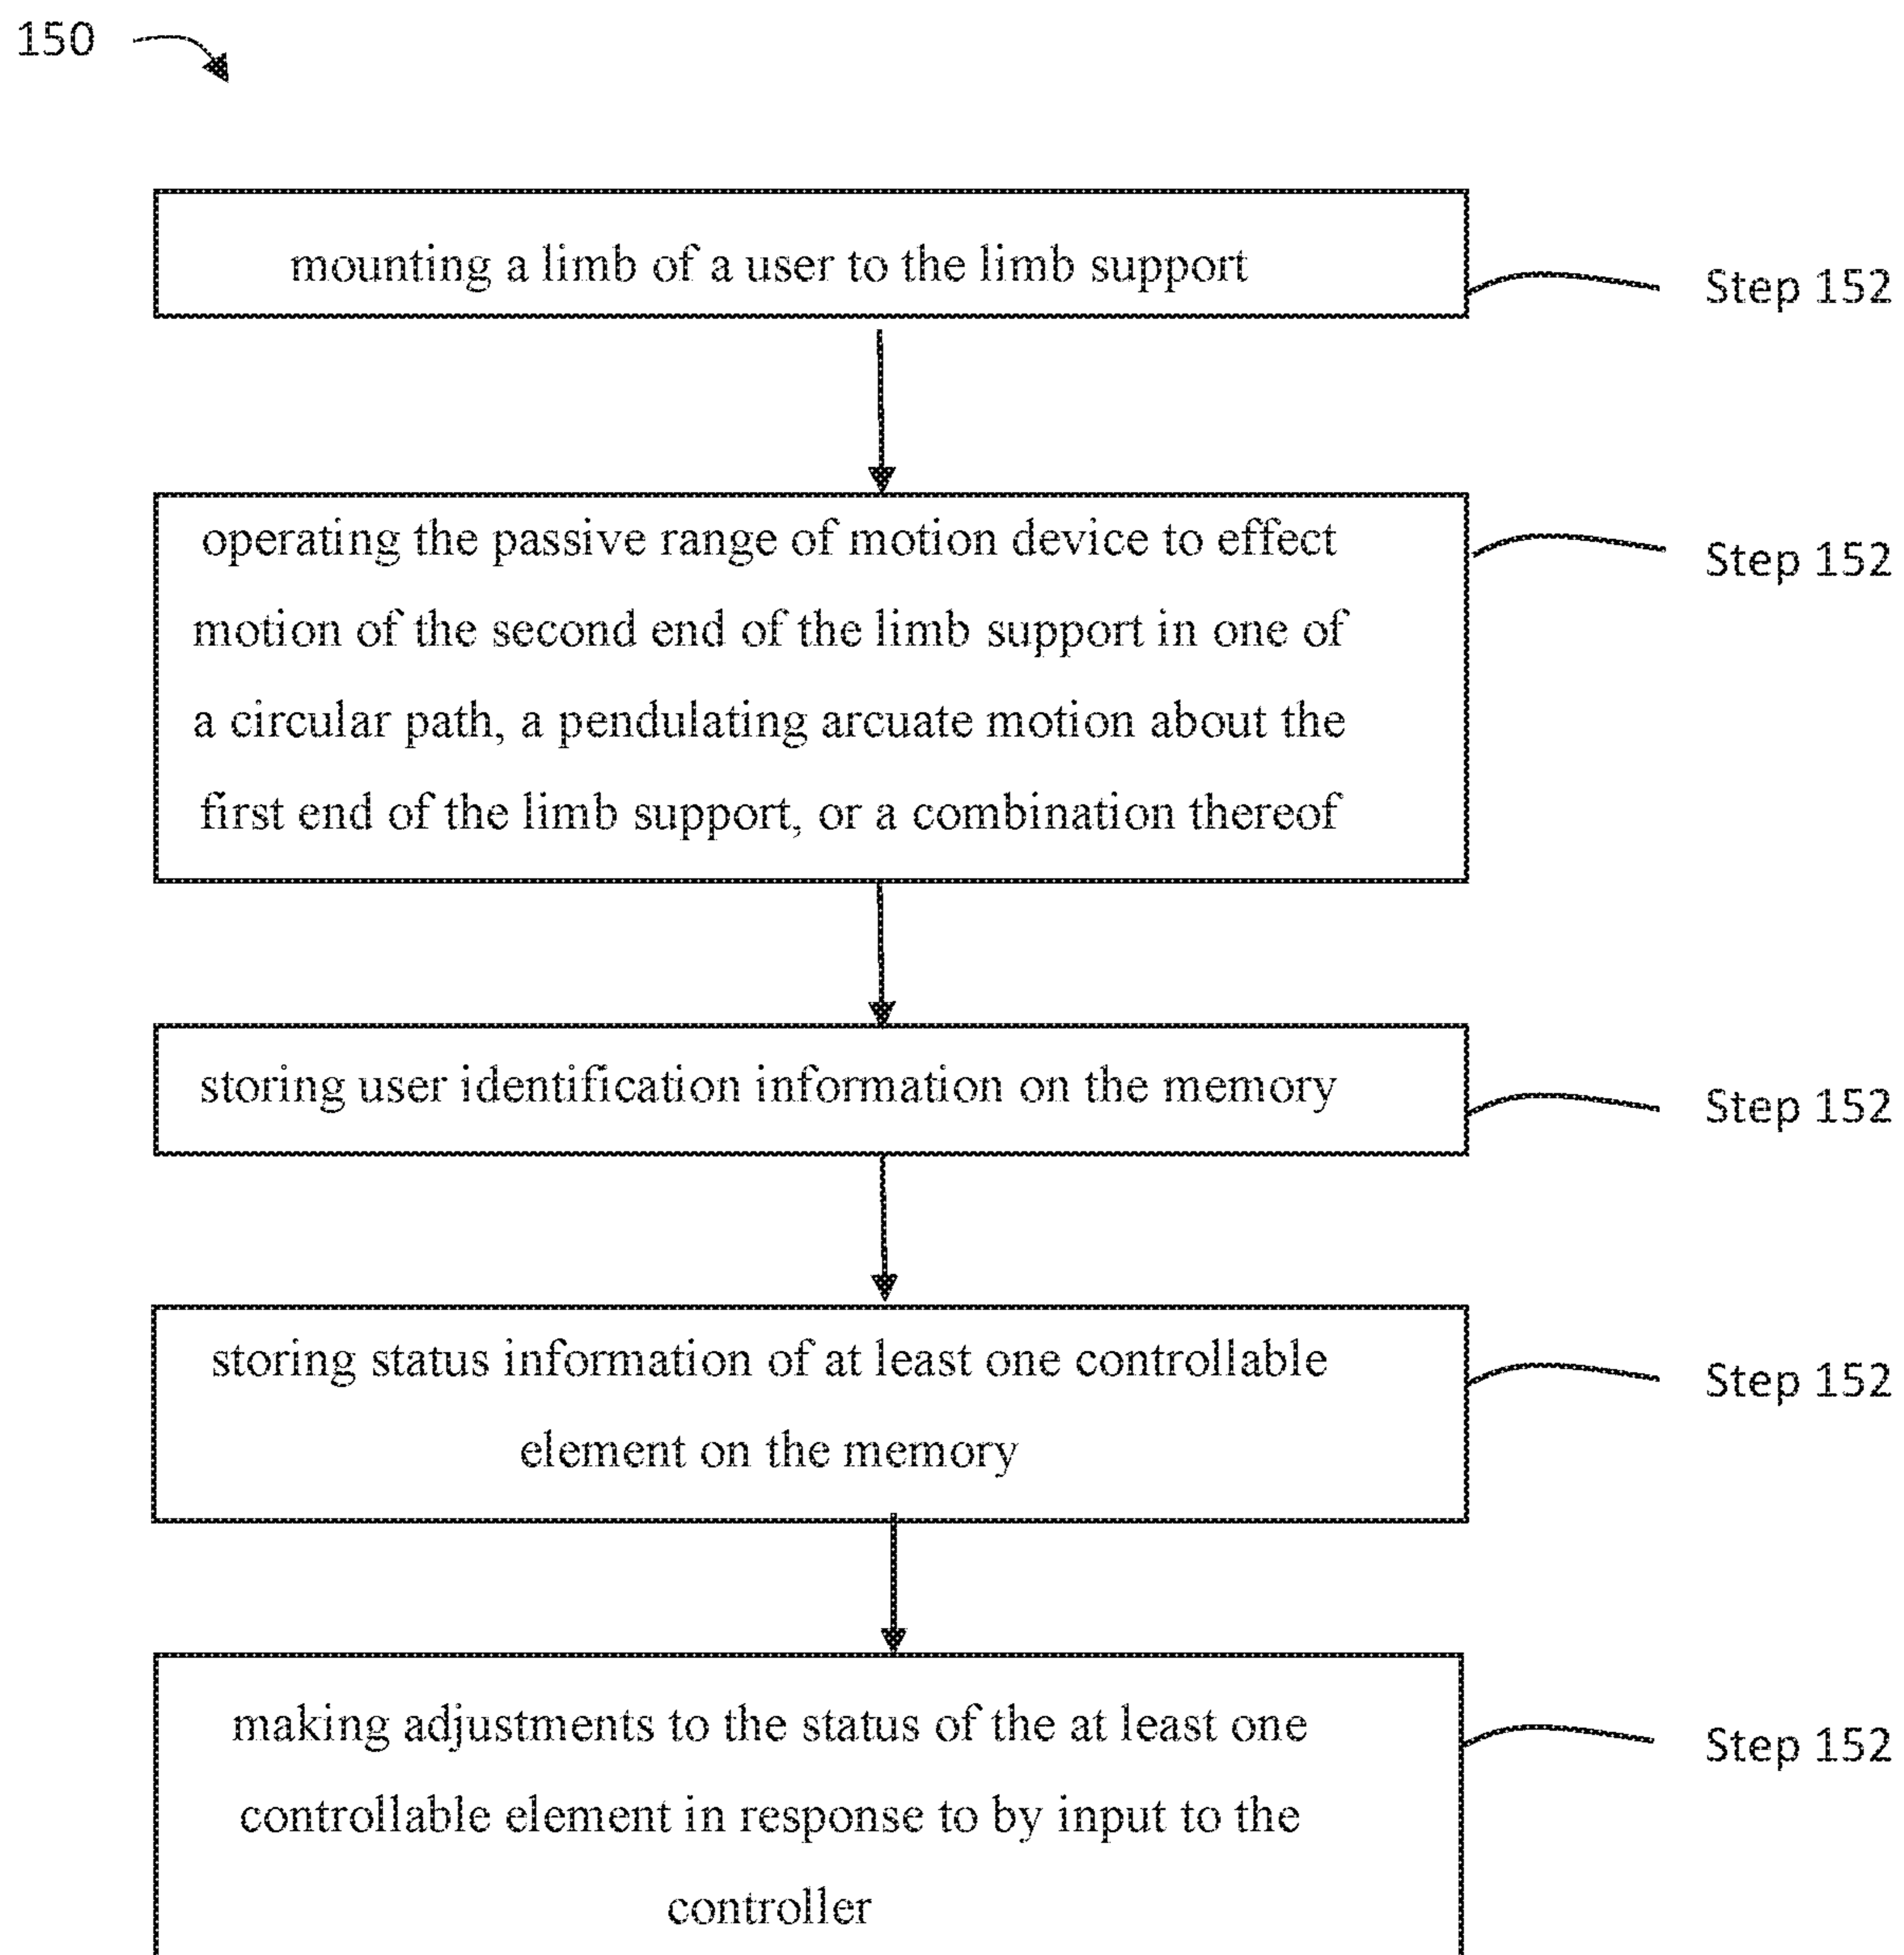 150
mounting a limb of a user to the limb support
Step 152
operating the passive range of motion device to effect
Step 152
motion of the second end of the limb support in one of
a circular path, a pendulating arcuate motion about the
first end of the limb support, or a combination thereof
storing user identification information on the memory
Step 152
storing status information of at least one controllable
Step 152
element on the memory
making adjustments to the status of the at least one
Step 152
controllable element in response to by input to the
controller